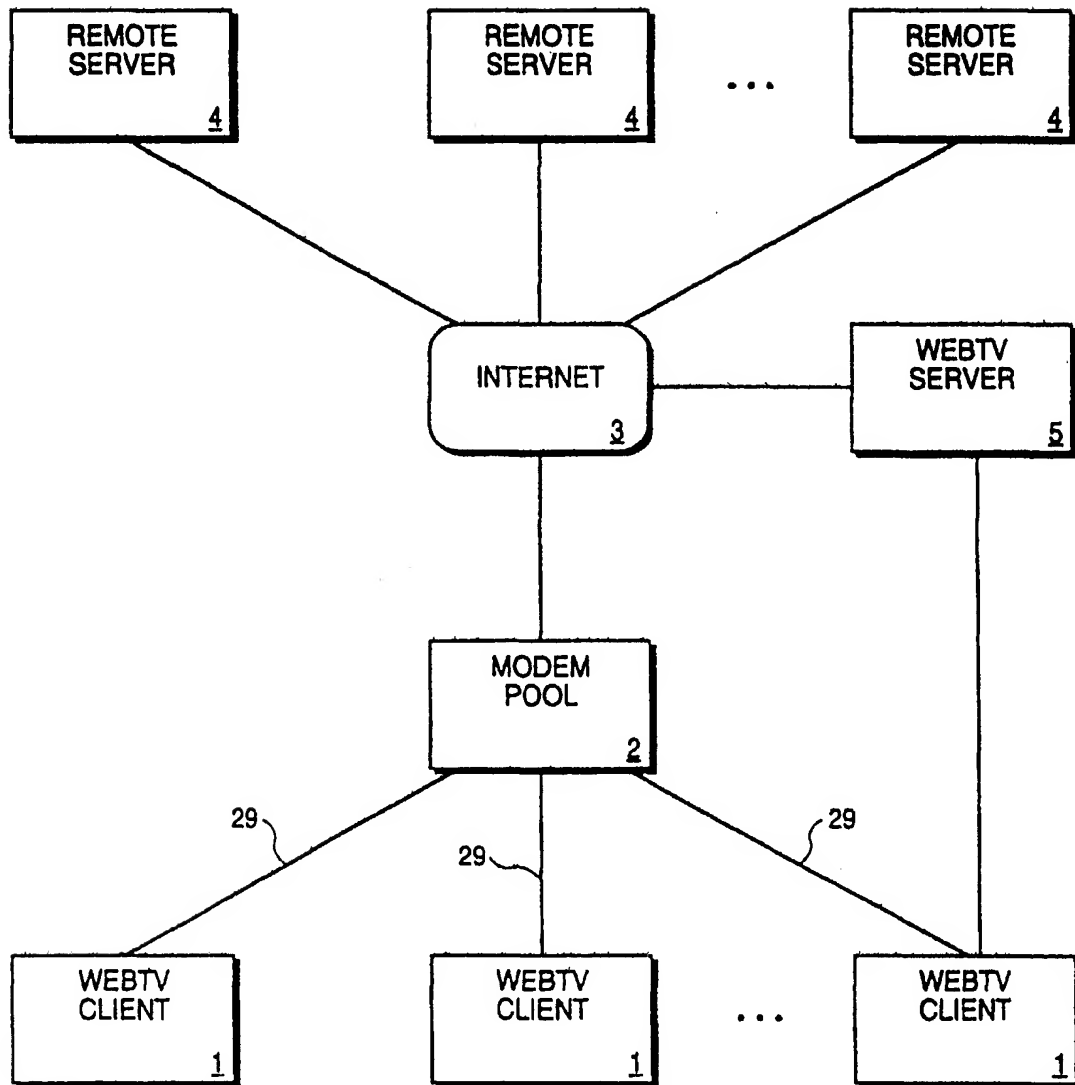 REMOTE
SERVER
4
REMOTE
SERVER
4
...
REMOTE
SERVER
4
INTERNET
3
WEBTV
SERVER
5
MODEM
POOL
2
29
29
29
WEBTV
CLIENT
1
WEBTV
CLIENT
1
...
WEBTV
CLIENT
1